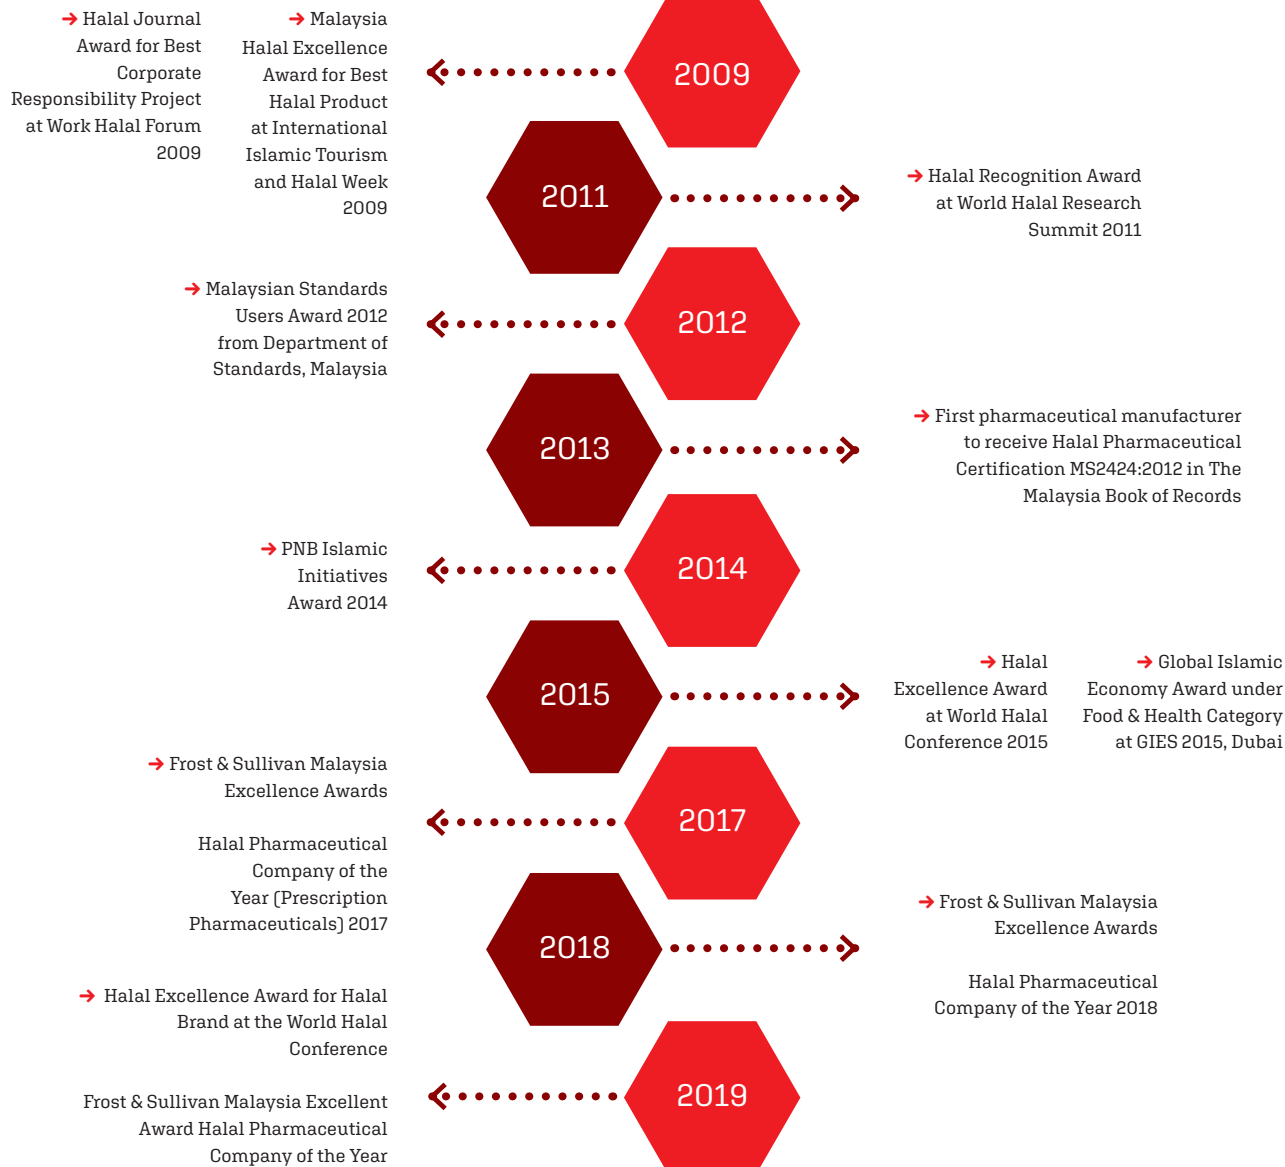 → Halal Journal
Award for Best
Corporate
Responsibility Project
at Work Halal Forum
2009
→ Malaysia
Halal Excellence
Award for Best
Halal Product
at International
Islamic Tourism
and Halal Week
2009
2009
2011
→ Halal Recognition Award
at World Halal Research
Summit 2011
→ Malaysian Standards
Users Award 2012
from Department of
Standards, Malaysia
2012
2013
→ First pharmaceutical manufacturer
to receive Halal Pharmaceutical
Certification MS2424:2012 in The
Malaysia Book of Records
→ PNB Islamic
Initiatives
Award 2014
2014
2015
→ Halal
Excellence Award
at World Halal
Conference 2015
→ Global Islamic
Economy Award under
Food & Health Category
at GIES 2015, Dubai
→ Frost & Sullivan Malaysia
Excellence Awards
Halal Pharmaceutical
Company of the
Year (Prescription
Pharmaceuticals) 2017
2017
2018
→ Frost & Sullivan Malaysia
Excellence Awards
Halal Pharmaceutical
Company of the Year 2018
→ Halal Excellence Award for Halal
Brand at the World Halal
Conference
Frost & Sullivan Malaysia Excellent
Award Halal Pharmaceutical
Company of the Year
2019